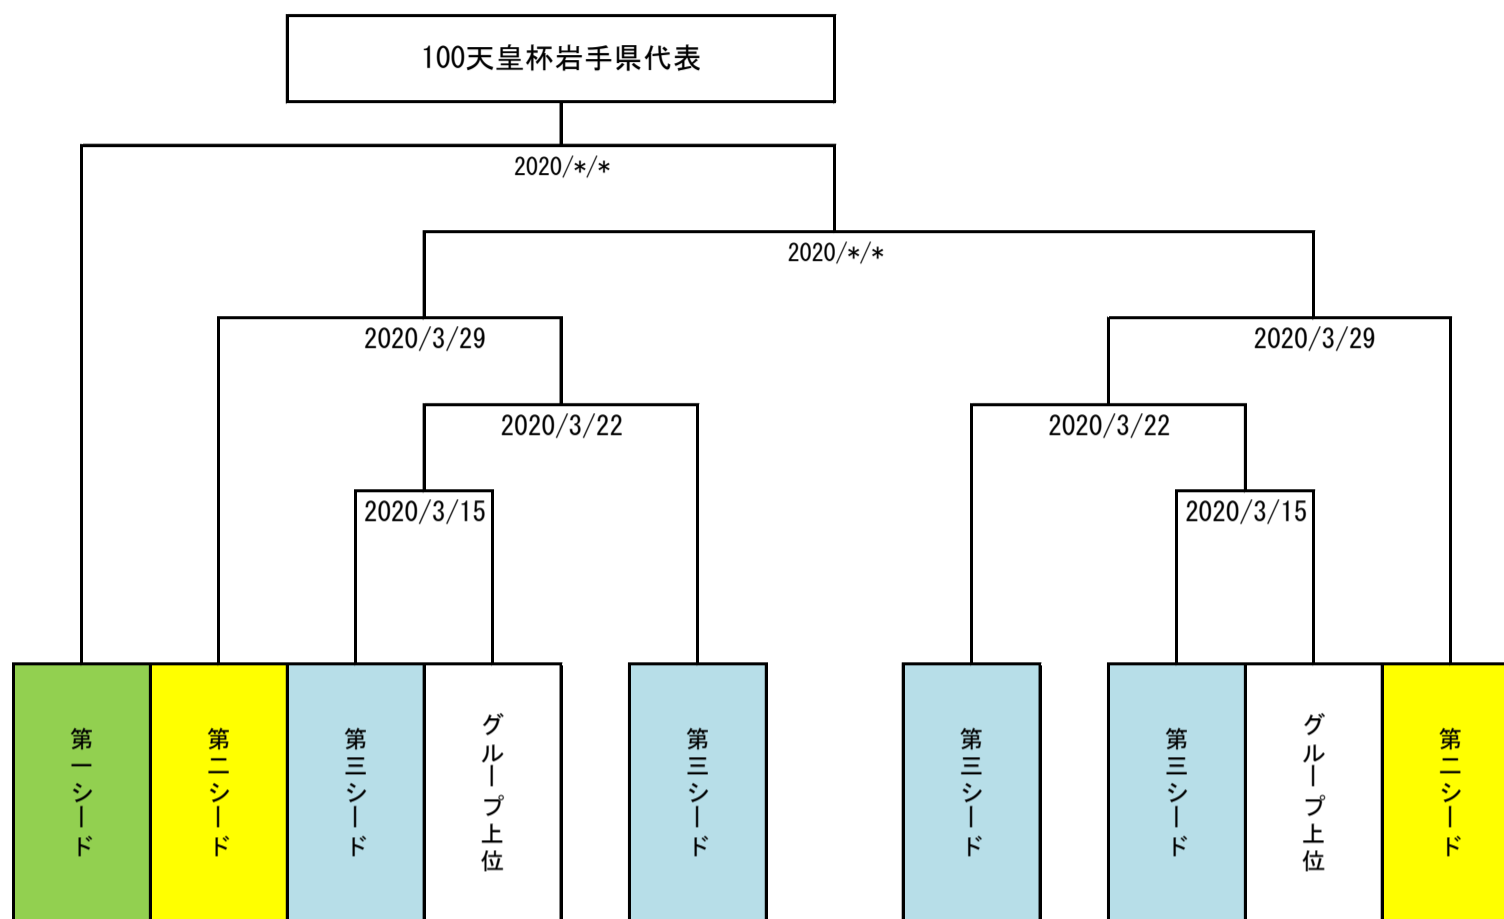 100天皇杯岩手県代表
2020/*/*
2020/*/*
2020/3/29
2020/3/29
2020/3/22
2020/3/22
2020/3/15
2020/3/15
第一シード
第二シード
第三シード
グループ上位
第三シード
第三シード
第三シード
グループ上位
第二シード